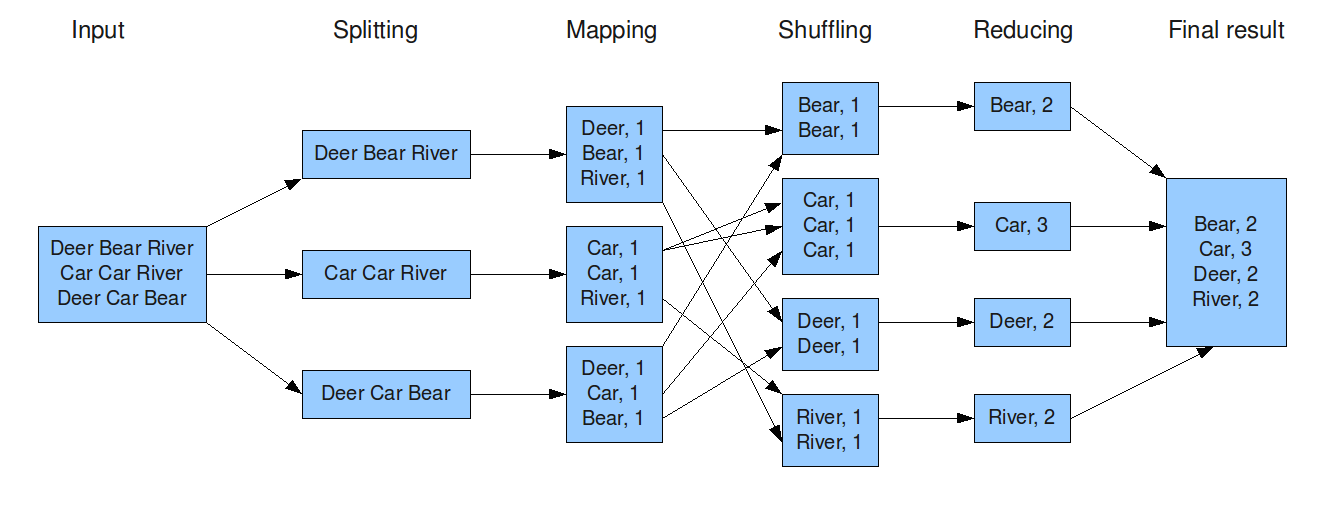 Input
Splitting
Mapping
Shuffling
Reducing
Final result
Deer Bear River
Car Car River
Deer Car Bear
Deer Bear River
Car Car River
Deer Car Bear
Deer, 1
Bear, 1
River, 1
Car, 1
Car, 1
River, 1
Deer, 1
Car, 1
Bear, 1
Bear, 1
Bear, 1
Car, 1
Car, 1
Car, 1
Deer, 1
Deer, 1
River, 1
River, 1
Bear, 2
Car, 3
Deer, 2
River, 2
Bear, 2
Car, 3
Deer, 2
River, 2